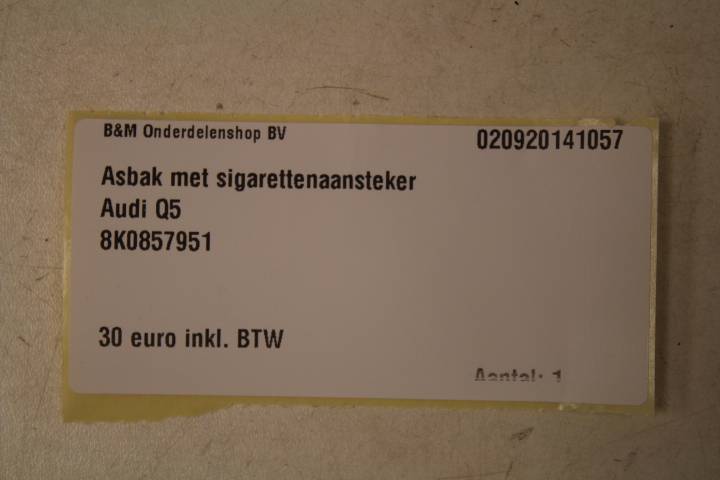 B&M Onderdelenshop BV
020920141057
Asbak met sigarettenaansteker
Audi Q5
8K0857951
30 euro inkl. BTW
Aantal: 1